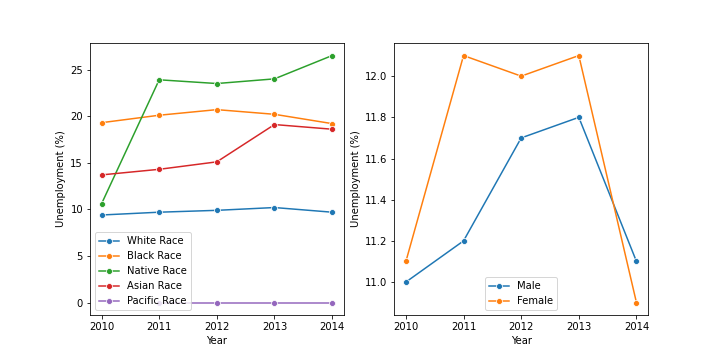 25
20
15
10
5
0
Unemployment (%)
White Race
Black Race
Native Race
Asian Race
Pacific Race
2010 2011 2012 2013 2014
Year
12.0
11.8
11.6
11.4
11.2
11.0
Unemployment (%)
Male
Female
2010 2011 2012 2013 2014
Year